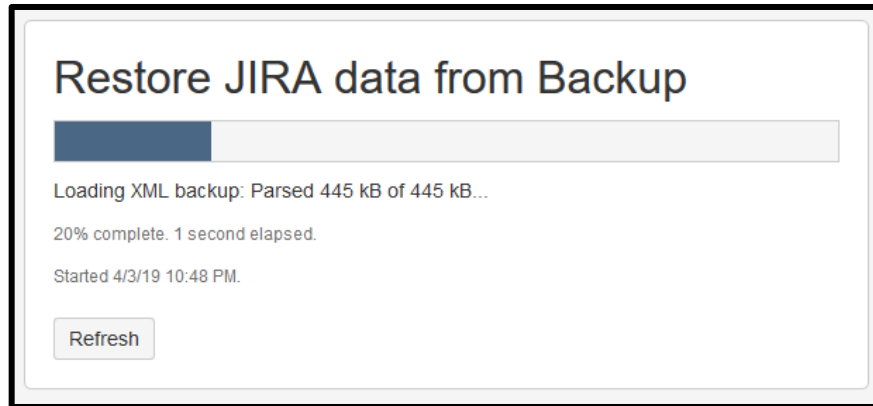 Restore JIRA data from Backup
Loading XML backup: Parsed 445 kB of 445 kB...
20% complete. 1 second elapsed.
Started 4/3/19 10:48 PM.
Refresh